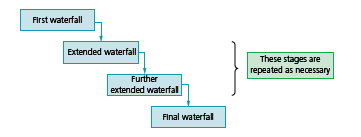 First waterfall
Extended waterfall
These stages are
repeated as necessary
Further
extended waterfall
Final waterfall